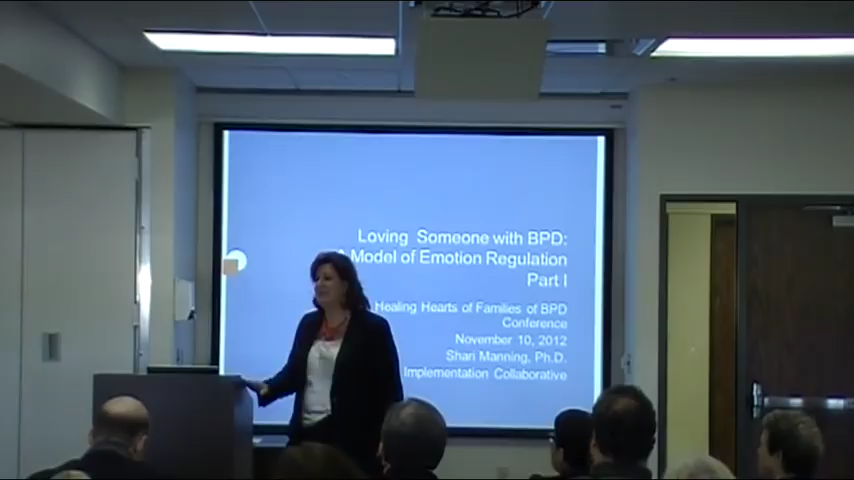 Loving Someone with BPD:
A Model of Emotion Regulation
Part I
Healing Hearts of Families of BPD
Conference
November 10, 2012
Shari Manning, Ph.D.
Implementation Collaborative